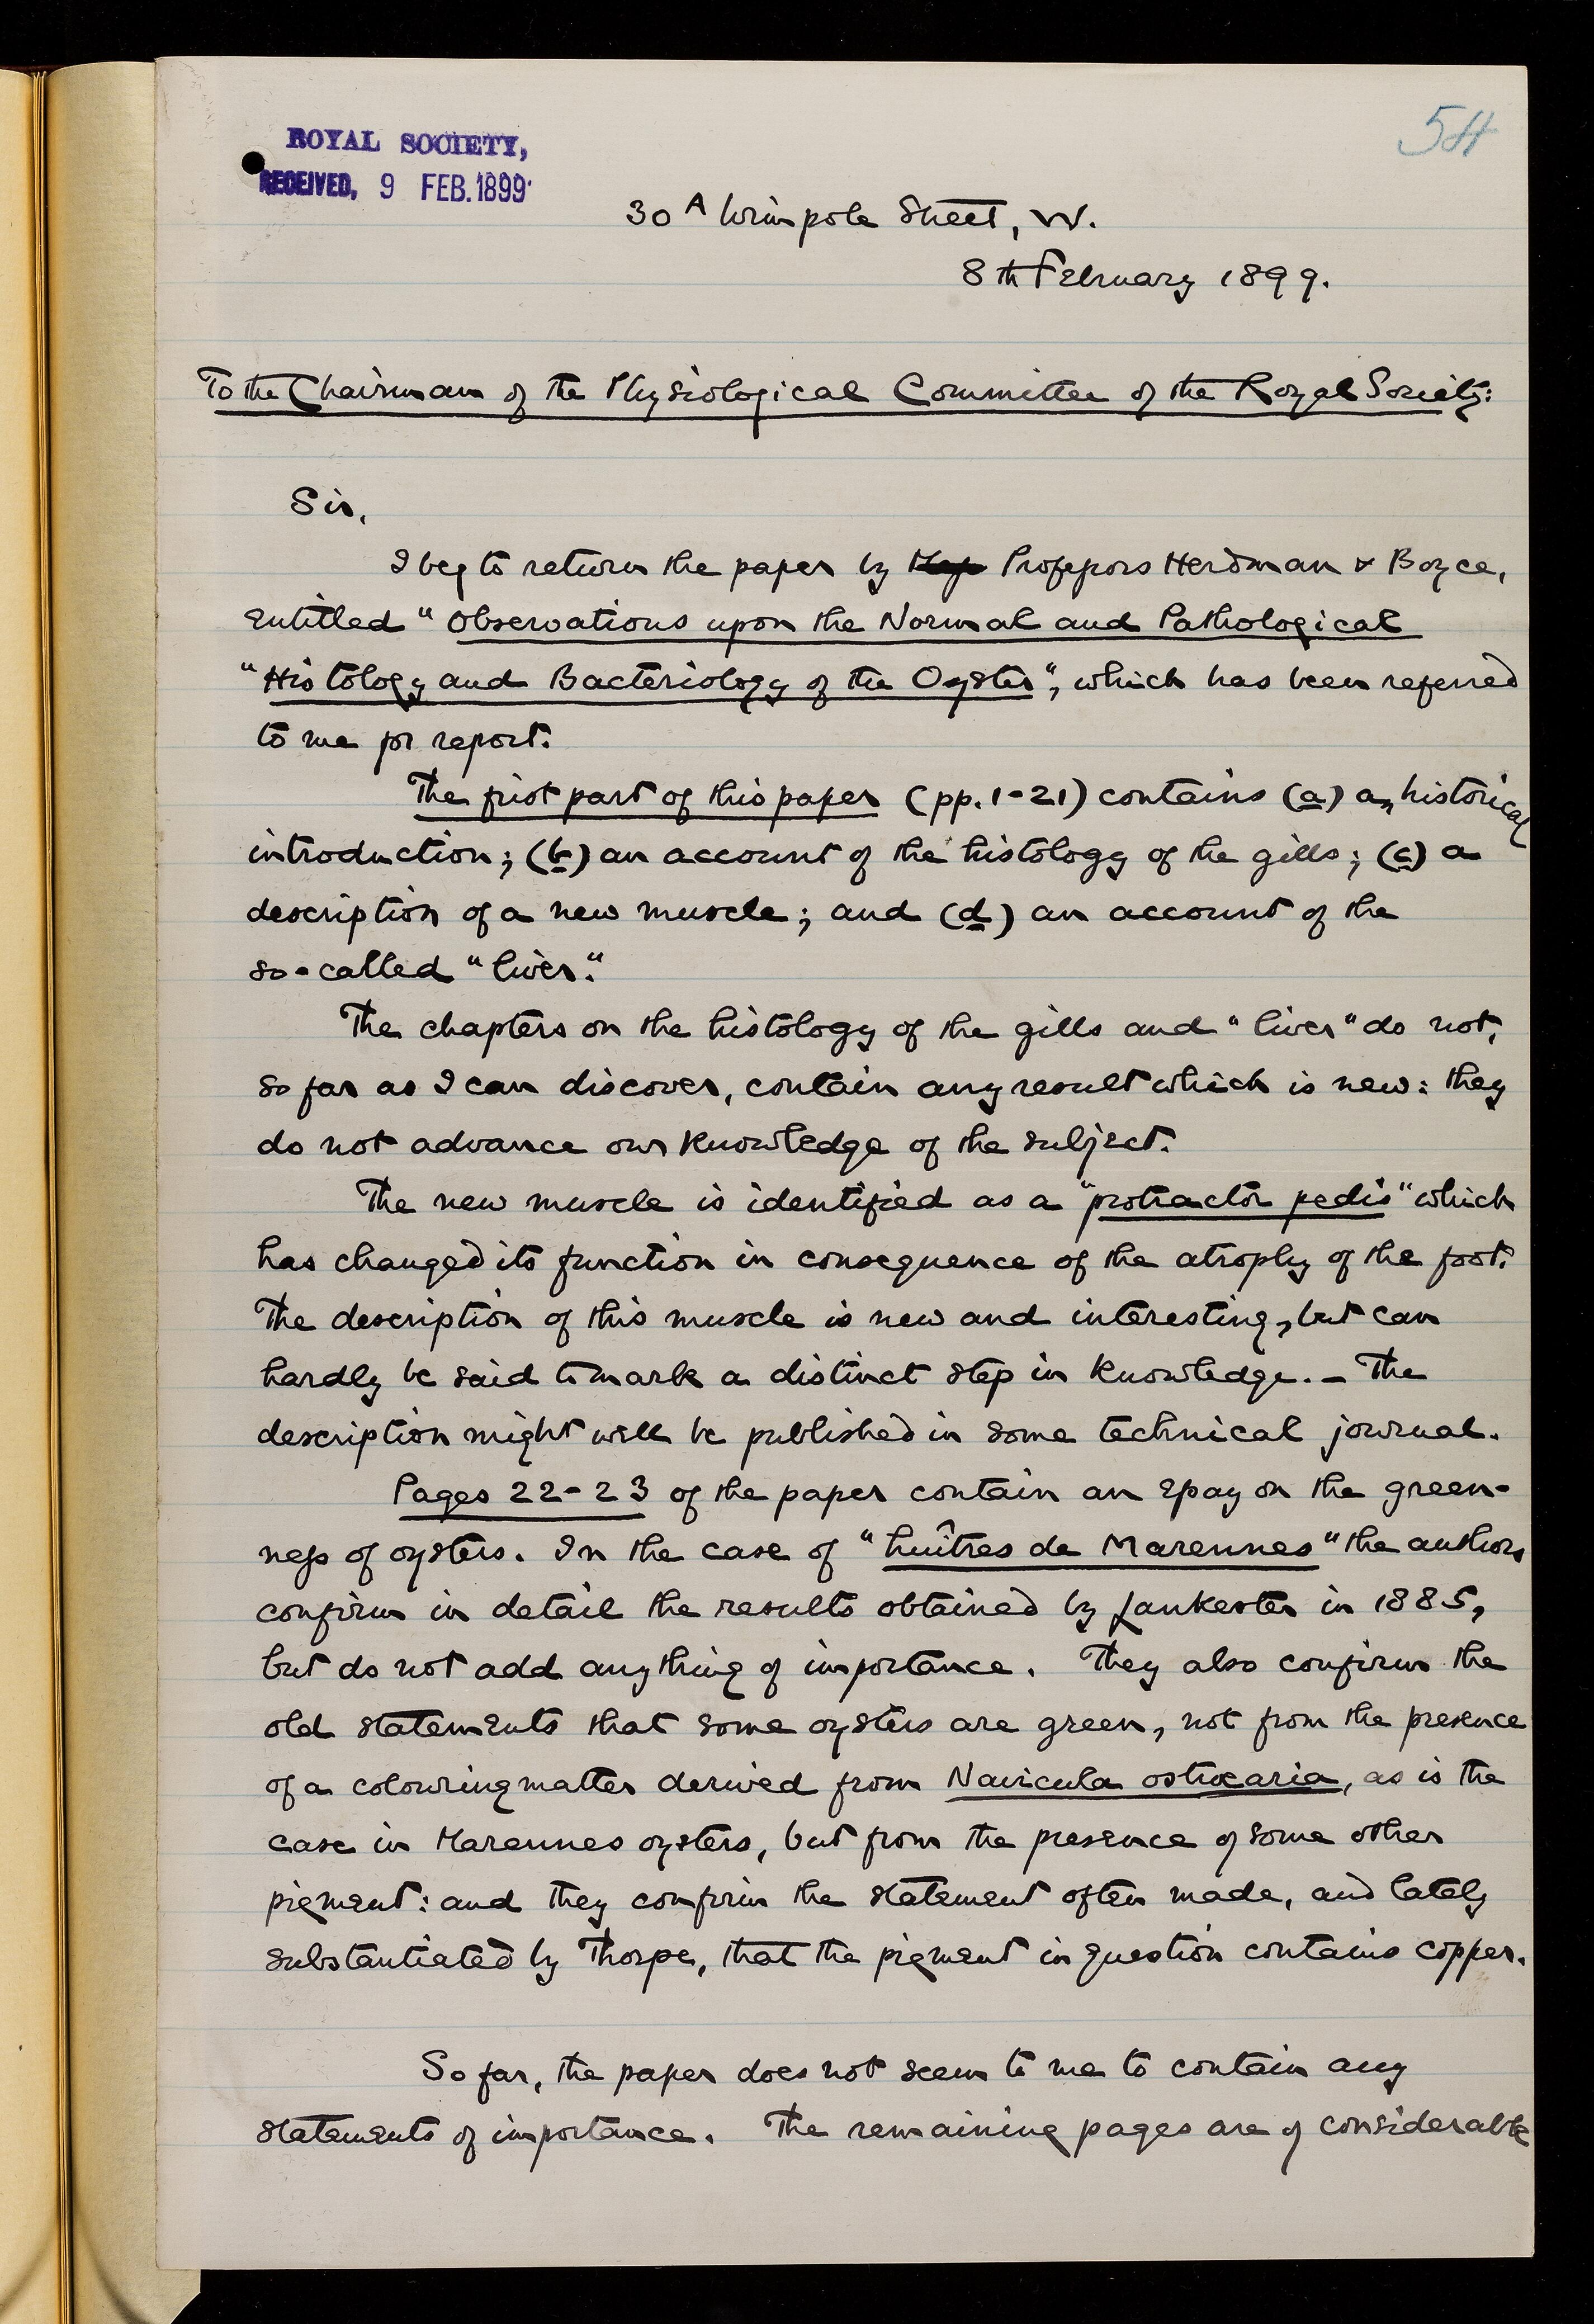 54
ROYAL SOCIETY,
RECEIVED, 9 FEB. 1899
30A Wimpole Street, W.
8th February 1899.
To the Chairman of the Physiological Committee of the Royal Society:
Sir,
I beg to return the paper by Professors Herdman & Boyce,
entitled "Observations upon the Normal and Pathological
"Histology and Bacteriology of the Oyster", which has been referred
to me for report.
The first part of this paper (pp. 1-21) contains (a) an historical
introduction; (b) an account of the histology of the gills; (c) a
description of a new muscle; and (d) an account of the
so-called "liver."
The chapters on the histology of the gills and "liver" do not,
so far as I can discover, contain any result which is new: they
do not advance our knowledge of the subject.
The new muscle is identified as a "protractor pedis" which
has changed its function in consequence of the atrophy of the foot.
The description of this muscle is new and interesting, but can
hardly be said to mark a distinct step in knowledge. – The
description might well be published in some technical journal.
Pages 22-23 of the paper contain an essay on the green-
ness of oysters. In the case of "huîtres de Marennes" the authors
confirm in detail the results obtained by Lankester in 1885,
but do not add anything of importance. They also confirm the
old statements that some oysters are green, not from the presence
of a colouring matter derived from Navicula ostrearia, as is the
case in Marennes oysters, but from the presence of some other
pigment: and they confirm the statement often made, and lately
substantiated by Thorpe, that the pigment in question contains copper.
So far, the paper does not seem to me to contain any
statements of importance. The remaining pages are of considerable